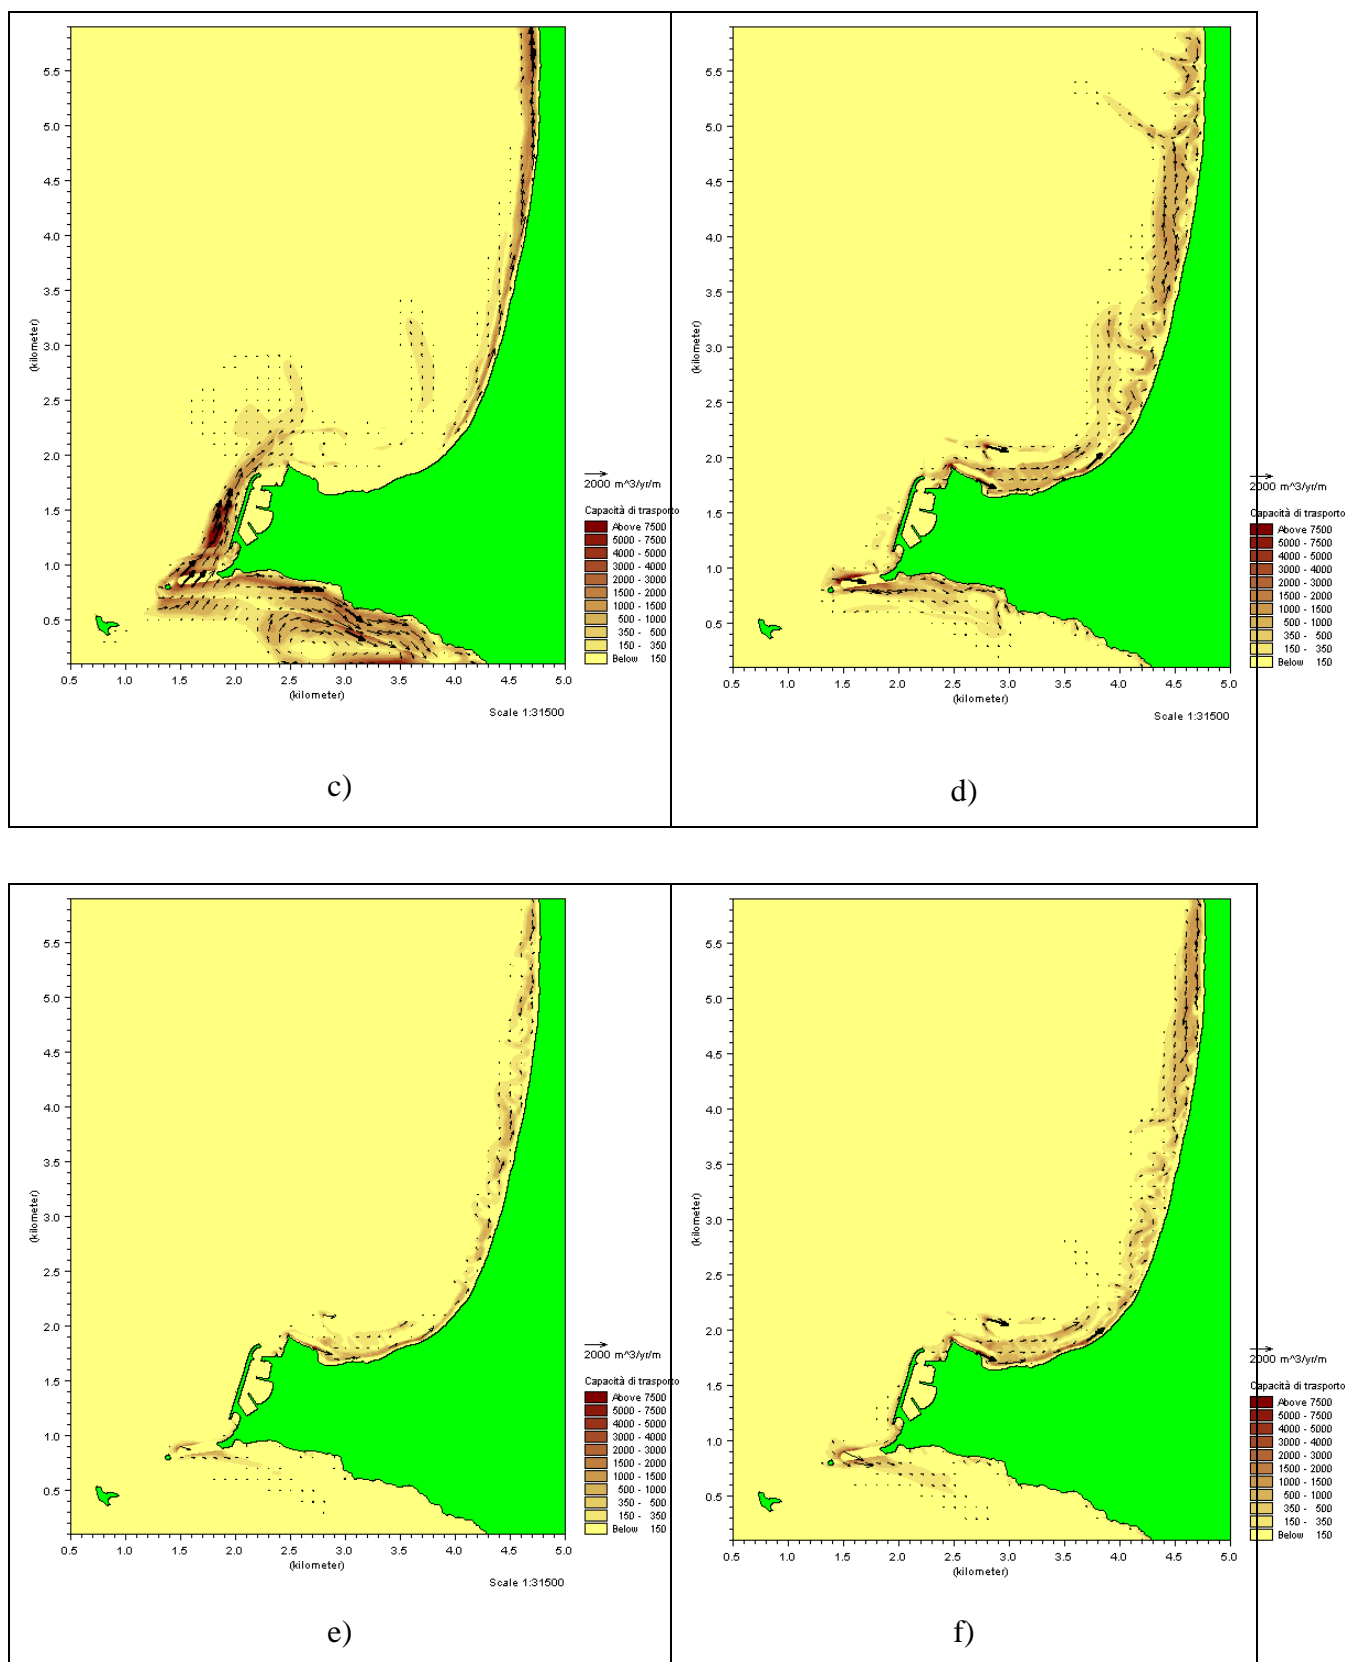 5.5
5.0
4.5
4.0
3.5
3.0
2.5
2.0
1.5
1.0
0.5
(kilometer)
0.5 1.0 1.5 2.0 2.5 3.0 3.5 4.0 4.5 5.0
(kilometer)
Scale 1:31500
2000 m^3/yr/m
Capacità di trasporto
Above 7500
5000 - 7500
4000 - 5000
3000 - 4000
2000 - 3000
1500 - 2000
1000 - 1500
500 - 1000
350 - 500
150 - 350
Below 150
c)
5.5
5.0
4.5
4.0
3.5
3.0
2.5
2.0
1.5
1.0
0.5
(kilometer)
0.5 1.0 1.5 2.0 2.5 3.0 3.5 4.0 4.5 5.0
(kilometer)
Scale 1:31500
2000 m^3/yr/m
Capacità di trasporto
Above 7500
5000 - 7500
4000 - 5000
3000 - 4000
2000 - 3000
1500 - 2000
1000 - 1500
500 - 1000
350 - 500
150 - 350
Below 150
d)
5.5
5.0
4.5
4.0
3.5
3.0
2.5
2.0
1.5
1.0
0.5
(kilometer)
0.5 1.0 1.5 2.0 2.5 3.0 3.5 4.0 4.5 5.0
(kilometer)
Scale 1:31500
2000 m^3/yr/m
Capacità di trasporto
Above 7500
5000 - 7500
4000 - 5000
3000 - 4000
2000 - 3000
1500 - 2000
1000 - 1500
500 - 1000
350 - 500
150 - 350
Below 150
e)
5.5
5.0
4.5
4.0
3.5
3.0
2.5
2.0
1.5
1.0
0.5
(kilometer)
0.5 1.0 1.5 2.0 2.5 3.0 3.5 4.0 4.5 5.0
(kilometer)
2000 m^3/yr/m
Capacità di trasporto
Above 7500
5000 - 7500
4000 - 5000
3000 - 4000
2000 - 3000
1500 - 2000
1000 - 1500
500 - 1000
350 - 500
150 - 350
Below 150
f)